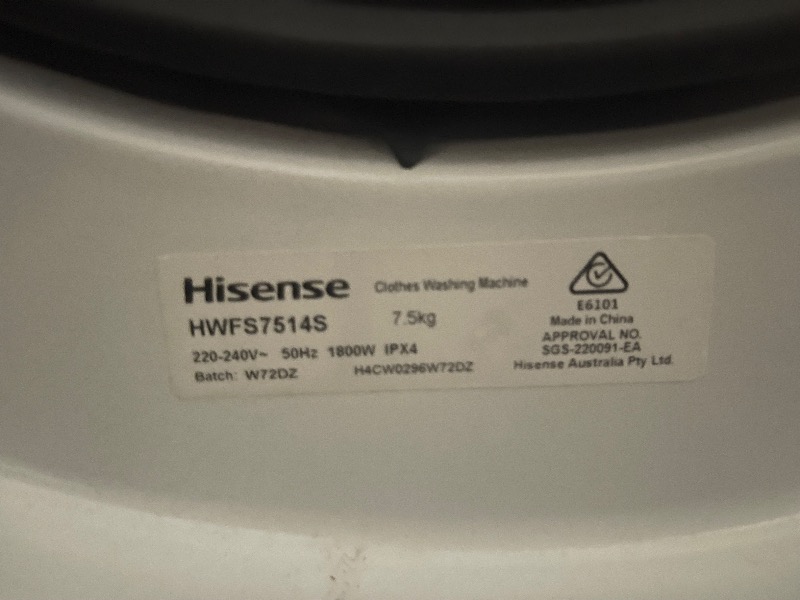 Hisense Clothes Washing Machine
HWFS7514S 7.5kg
220-240V~ 50Hz 1800W IPX4
Batch: W72DZ H4CW0296W72DZ
E6101
Made in China
APPROVAL NO.
SGS-220091-EA
Hisense Australia Pty Ltd.